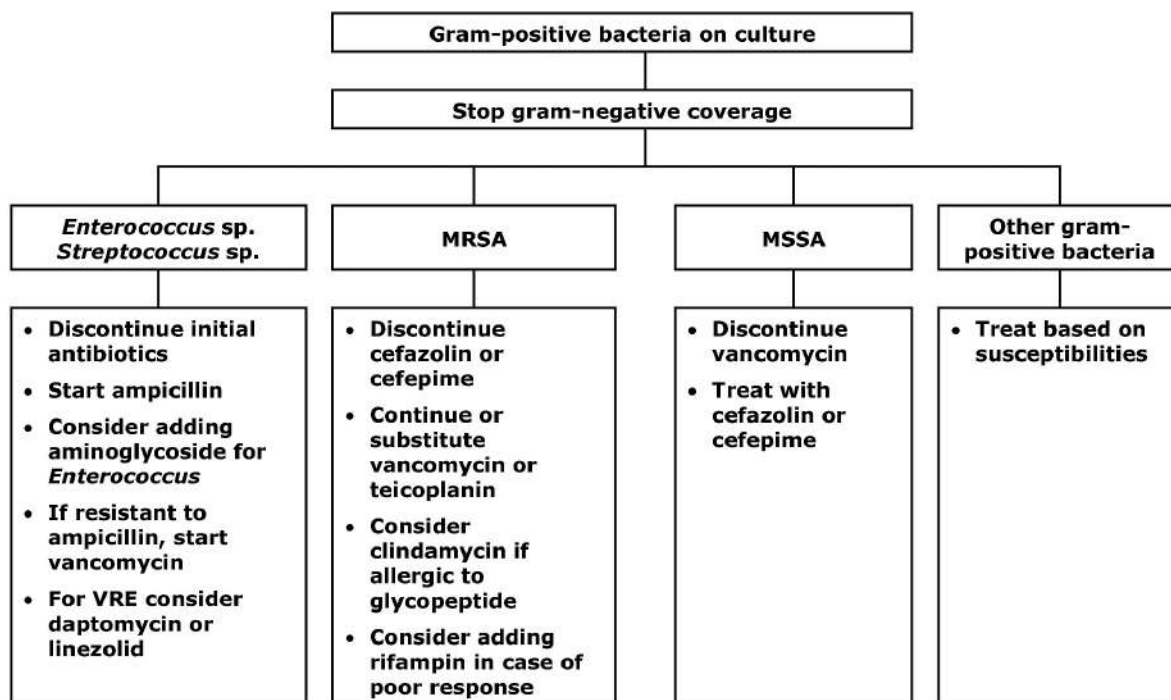 Gram-positive bacteria on culture
Stop gram-negative coverage
Enterococcus sp.
Streptococcus sp.
• Discontinue initial
antibiotics
• Start ampicillin
• Consider adding
aminoglycoside for
Enterococcus
• If resistant to
ampicillin, start
vancomycin
• For VRE consider
daptomycin or
linezolid
MRSA
• Discontinue
cefazolin or
cefepime
• Continue or
substitute
vancomycin or
teicoplanin
• Consider
clindamycin if
allergic to
glycopeptide
• Consider adding
rifampin in case of
poor response
MSSA
• Discontinue
vancomycin
• Treat with
cefazolin or
cefepime
Other gram-
positive bacteria
• Treat based on
susceptibilities